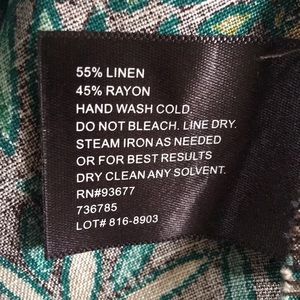 55% LINEN
45% RAYON
HAND WASH COLD.
DO NOT BLEACH. LINE DRY.
STEAM IRON AS NEEDED
OR FOR BEST RESULTS
DRY CLEAN ANY SOLVENT.
RN#93677
736785
LOT# 816-8903